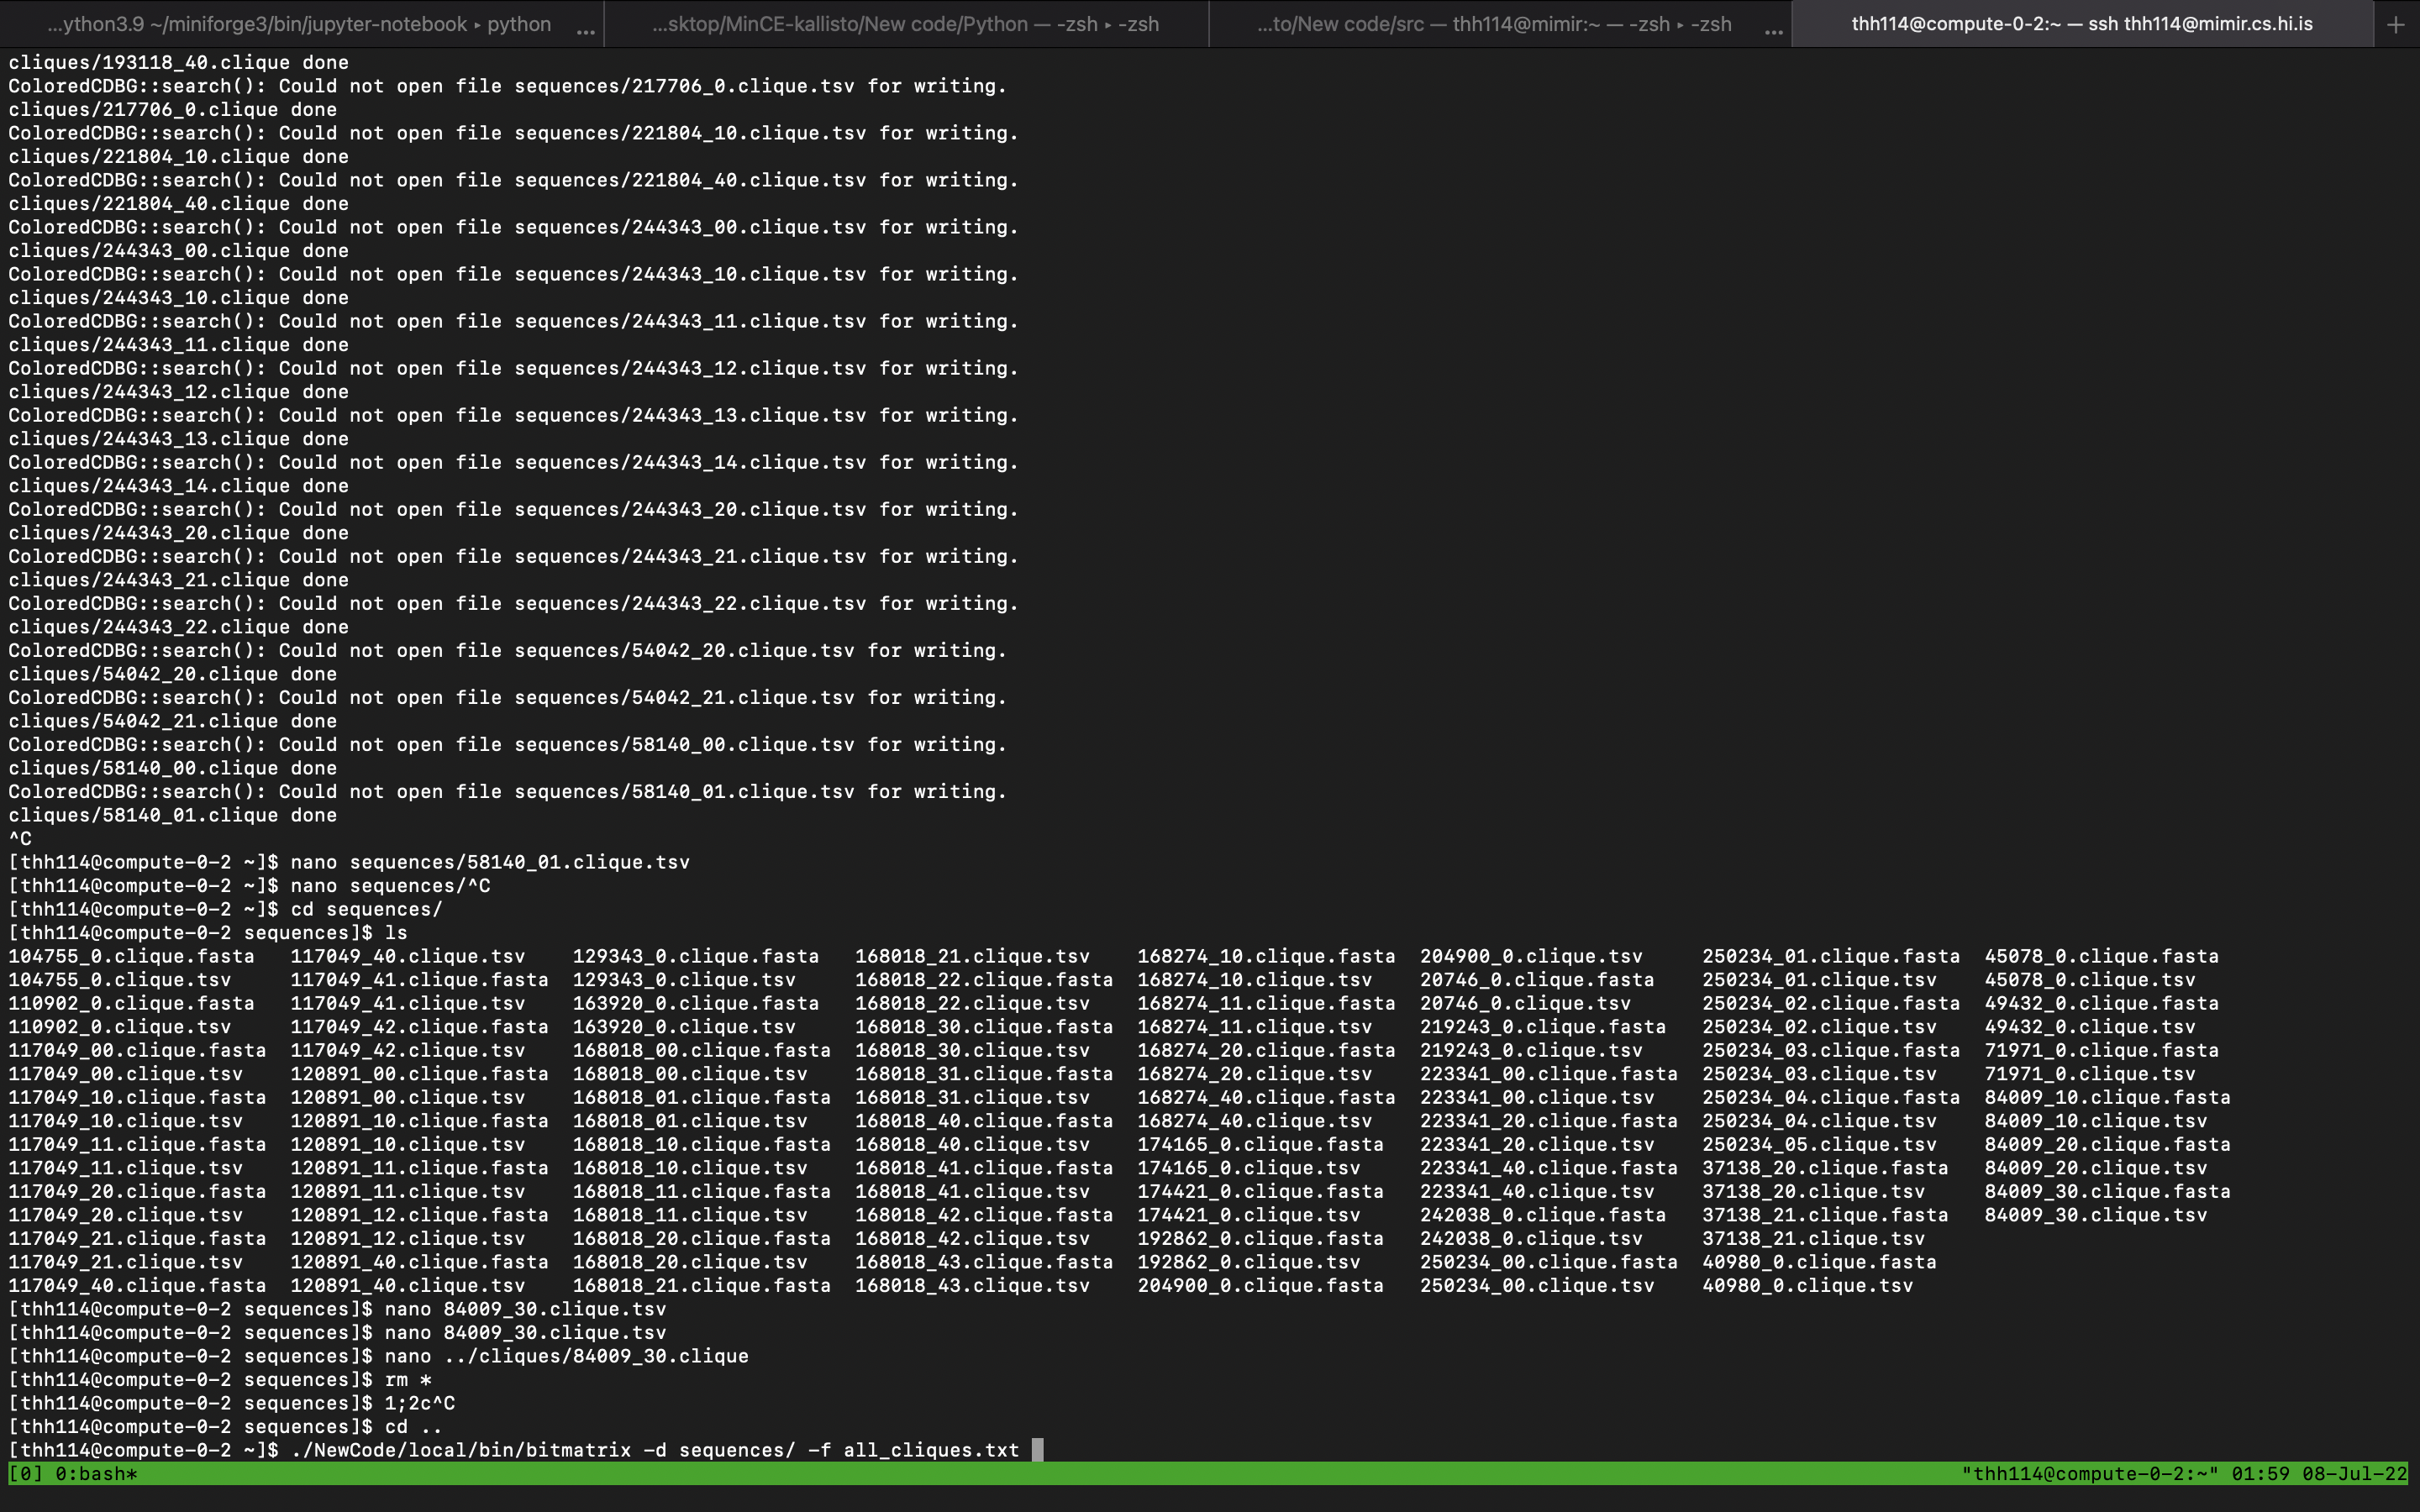 ...ython3.9 ~/miniforge3/bin/jupyter-notebook ▸ python ... ...sktop/MinCE-kallisto/New code/Python — -zsh ▸ -zsh ...to/New code/src — thh114@mimir:~ — -zsh ▸ -zsh ... thh114@compute-0-2:~ — ssh thh114@mimir.cs.hi.is +
cliques/193118_40.clique done
ColoredCDBG::search(): Could not open file sequences/217706_0.clique.tsv for writing.
cliques/217706_0.clique done
ColoredCDBG::search(): Could not open file sequences/221804_10.clique.tsv for writing.
cliques/221804_10.clique done
ColoredCDBG::search(): Could not open file sequences/221804_40.clique.tsv for writing.
cliques/221804_40.clique done
ColoredCDBG::search(): Could not open file sequences/244343_00.clique.tsv for writing.
cliques/244343_00.clique done
ColoredCDBG::search(): Could not open file sequences/244343_10.clique.tsv for writing.
cliques/244343_10.clique done
ColoredCDBG::search(): Could not open file sequences/244343_11.clique.tsv for writing.
cliques/244343_11.clique done
ColoredCDBG::search(): Could not open file sequences/244343_12.clique.tsv for writing.
cliques/244343_12.clique done
ColoredCDBG::search(): Could not open file sequences/244343_13.clique.tsv for writing.
cliques/244343_13.clique done
ColoredCDBG::search(): Could not open file sequences/244343_14.clique.tsv for writing.
cliques/244343_14.clique done
ColoredCDBG::search(): Could not open file sequences/244343_20.clique.tsv for writing.
cliques/244343_20.clique done
ColoredCDBG::search(): Could not open file sequences/244343_21.clique.tsv for writing.
cliques/244343_21.clique done
ColoredCDBG::search(): Could not open file sequences/244343_22.clique.tsv for writing.
cliques/244343_22.clique done
ColoredCDBG::search(): Could not open file sequences/54042_20.clique.tsv for writing.
cliques/54042_20.clique done
ColoredCDBG::search(): Could not open file sequences/54042_21.clique.tsv for writing.
cliques/54042_21.clique done
ColoredCDBG::search(): Could not open file sequences/58140_00.clique.tsv for writing.
cliques/58140_00.clique done
ColoredCDBG::search(): Could not open file sequences/58140_01.clique.tsv for writing.
cliques/58140_01.clique done
^C
[thh114@compute-0-2 ~]$ nano sequences/58140_01.clique.tsv
[thh114@compute-0-2 ~]$ nano sequences/^C
[thh114@compute-0-2 ~]$ cd sequences/
[thh114@compute-0-2 sequences]$ ls
104755_0.clique.fasta 117049_40.clique.tsv 129343_0.clique.fasta 168018_21.clique.tsv 168274_10.clique.fasta 204900_0.clique.tsv 250234_01.clique.fasta 45078_0.clique.fasta
104755_0.clique.tsv 117049_41.clique.fasta 129343_0.clique.tsv 168018_22.clique.fasta 168274_10.clique.tsv 20746_0.clique.fasta 250234_01.clique.tsv 45078_0.clique.tsv
110902_0.clique.fasta 117049_41.clique.tsv 163920_0.clique.fasta 168018_22.clique.tsv 168274_11.clique.fasta 20746_0.clique.tsv 250234_02.clique.fasta 49432_0.clique.fasta
110902_0.clique.tsv 117049_42.clique.fasta 163920_0.clique.tsv 168018_30.clique.fasta 168274_11.clique.tsv 219243_0.clique.fasta 250234_02.clique.tsv 49432_0.clique.tsv
117049_00.clique.fasta 117049_42.clique.tsv 168018_00.clique.fasta 168018_30.clique.tsv 168274_20.clique.fasta 219243_0.clique.tsv 250234_03.clique.fasta 71971_0.clique.fasta
117049_00.clique.tsv 120891_00.clique.fasta 168018_00.clique.tsv 168018_31.clique.fasta 168274_20.clique.tsv 223341_00.clique.fasta 250234_03.clique.tsv 71971_0.clique.tsv
117049_10.clique.fasta 120891_00.clique.tsv 168018_01.clique.fasta 168018_31.clique.tsv 168274_40.clique.fasta 223341_00.clique.tsv 250234_04.clique.fasta 84009_10.clique.fasta
117049_10.clique.tsv 120891_10.clique.fasta 168018_01.clique.tsv 168018_40.clique.fasta 168274_40.clique.tsv 223341_20.clique.fasta 250234_04.clique.tsv 84009_10.clique.tsv
117049_11.clique.fasta 120891_10.clique.tsv 168018_10.clique.fasta 168018_40.clique.tsv 174165_0.clique.fasta 223341_20.clique.tsv 250234_05.clique.tsv 84009_20.clique.fasta
117049_11.clique.tsv 120891_11.clique.fasta 168018_10.clique.tsv 168018_41.clique.fasta 174165_0.clique.tsv 223341_40.clique.fasta 37138_20.clique.fasta 84009_20.clique.tsv
117049_20.clique.fasta 120891_11.clique.tsv 168018_11.clique.fasta 168018_41.clique.tsv 174421_0.clique.fasta 223341_40.clique.tsv 37138_20.clique.tsv 84009_30.clique.fasta
117049_20.clique.tsv 120891_12.clique.fasta 168018_11.clique.tsv 168018_42.clique.fasta 174421_0.clique.tsv 242038_0.clique.fasta 37138_21.clique.fasta 84009_30.clique.tsv
117049_21.clique.fasta 120891_12.clique.tsv 168018_20.clique.fasta 168018_42.clique.tsv 192862_0.clique.fasta 242038_0.clique.tsv 37138_21.clique.tsv
117049_21.clique.tsv 120891_40.clique.fasta 168018_20.clique.tsv 168018_43.clique.fasta 192862_0.clique.tsv 250234_00.clique.fasta 40980_0.clique.fasta
117049_40.clique.fasta 120891_40.clique.tsv 168018_21.clique.fasta 168018_43.clique.tsv 204900_0.clique.fasta 250234_00.clique.tsv 40980_0.clique.tsv
[thh114@compute-0-2 sequences]$ nano 84009_30.clique.tsv
[thh114@compute-0-2 sequences]$ nano 84009_30.clique.tsv
[thh114@compute-0-2 sequences]$ nano ../cliques/84009_30.clique
[thh114@compute-0-2 sequences]$ rm *
[thh114@compute-0-2 sequences]$ 1;2c^C
[thh114@compute-0-2 sequences]$ cd ..
[thh114@compute-0-2 ~]$ ./NewCode/local/bin/bitmatrix -d sequences/ -f all_cliques.txt
[0] 0:bash* "thh114@compute-0-2:~" 01:59 08-Jul-22